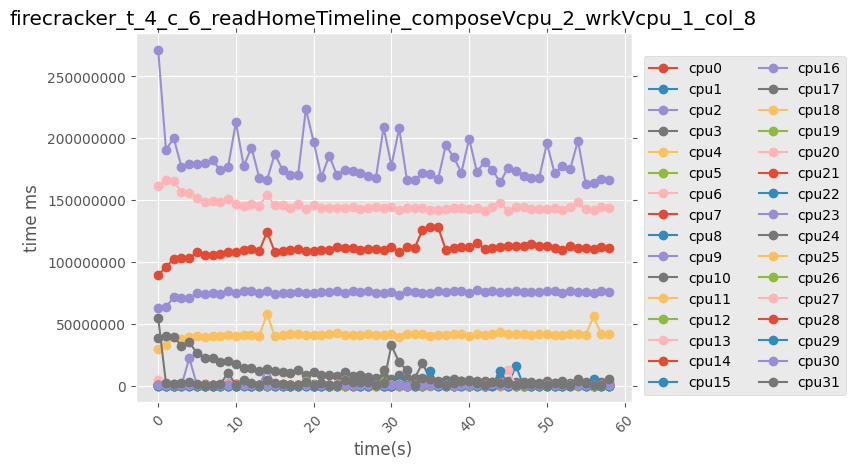 firecracker_t_4_c_6_readHomeTimeline_composeVcpu_2_wrkVcpu_1_col_8
time ms
250000000
200000000
150000000
100000000
50000000
0
0 10 20 30 40 50 60
time(s)
cpu0 cpu16
cpu1 cpu17
cpu2 cpu18
cpu3 cpu19
cpu4 cpu20
cpu5 cpu21
cpu6 cpu22
cpu7 cpu23
cpu8 cpu24
cpu9 cpu25
cpu10 cpu26
cpu11 cpu27
cpu12 cpu28
cpu13 cpu29
cpu14 cpu30
cpu15 cpu31